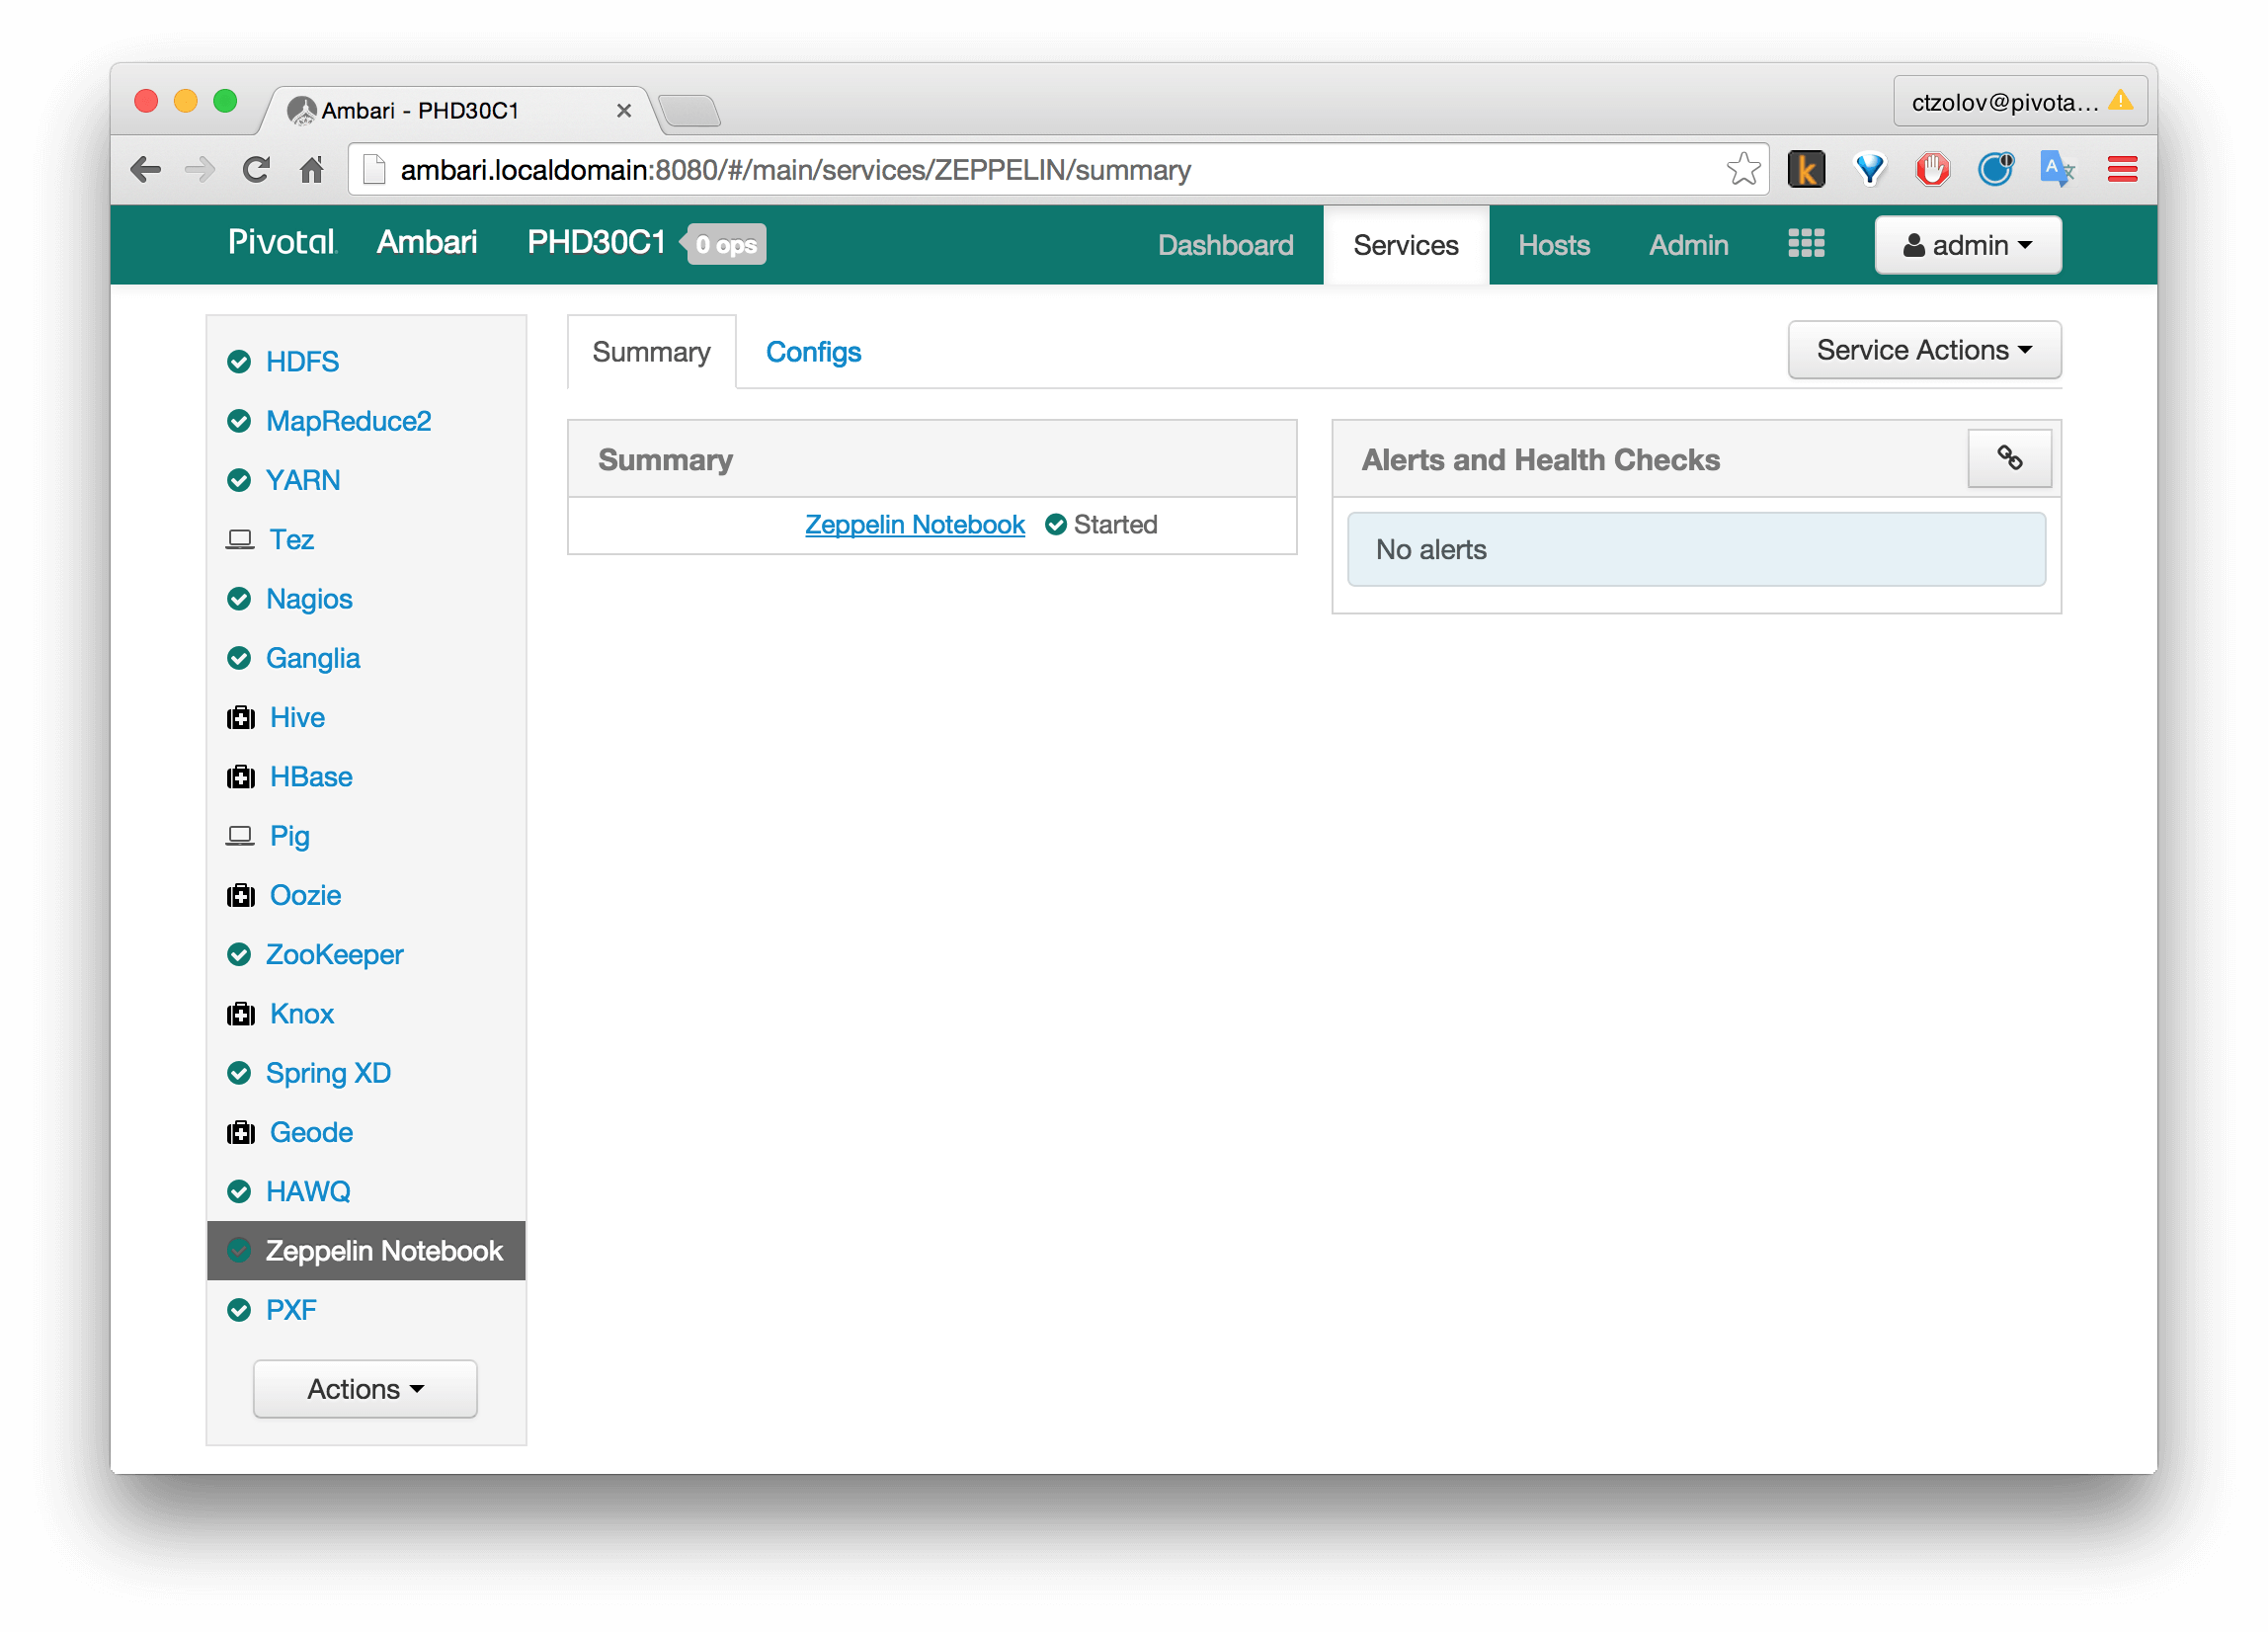 Ambari - PHD30C1
ctzolov@pivota...
ambari.localdomain:8080/#/main/services/ZEPPELIN/summary
Pivotal Ambari PHD30C1 0 ops Dashboard Services Hosts Admin admin
HDFS
MapReduce2
YARN
Tez
Nagios
Ganglia
Hive
HBase
Pig
Oozie
ZooKeeper
Knox
Spring XD
Geode
HAWQ
Zeppelin Notebook
PXF
Actions
Summary Configs Service Actions
Summary
Zeppelin Notebook Started
Alerts and Health Checks
No alerts